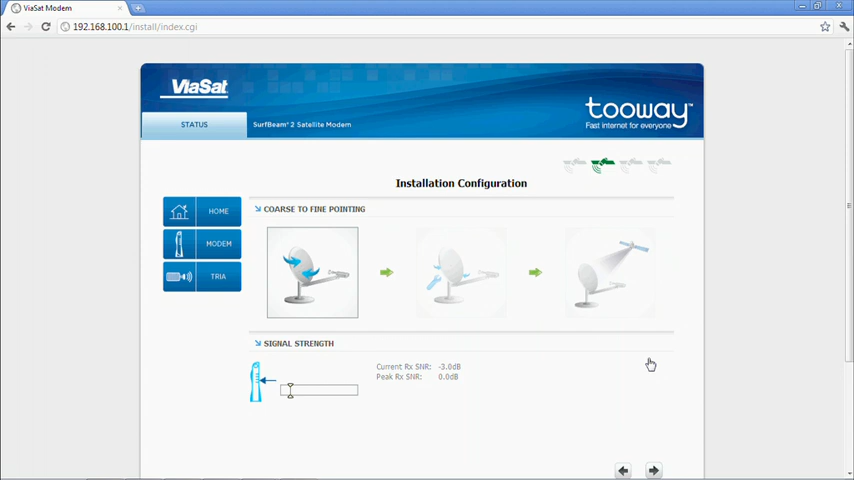 ViaSat Modem
192.168.100.1/install/index.cgi
ViaSat
tooway™
Fast Internet for everyone
STATUS
SurfBeam® 2 Satellite Modem
Installation Configuration
HOME
COARSE TO FINE POINTING
MODEM
TRIA
SIGNAL STRENGTH
Current Rx SNR: -3.0dB
Peak Rx SNR: 0.0dB